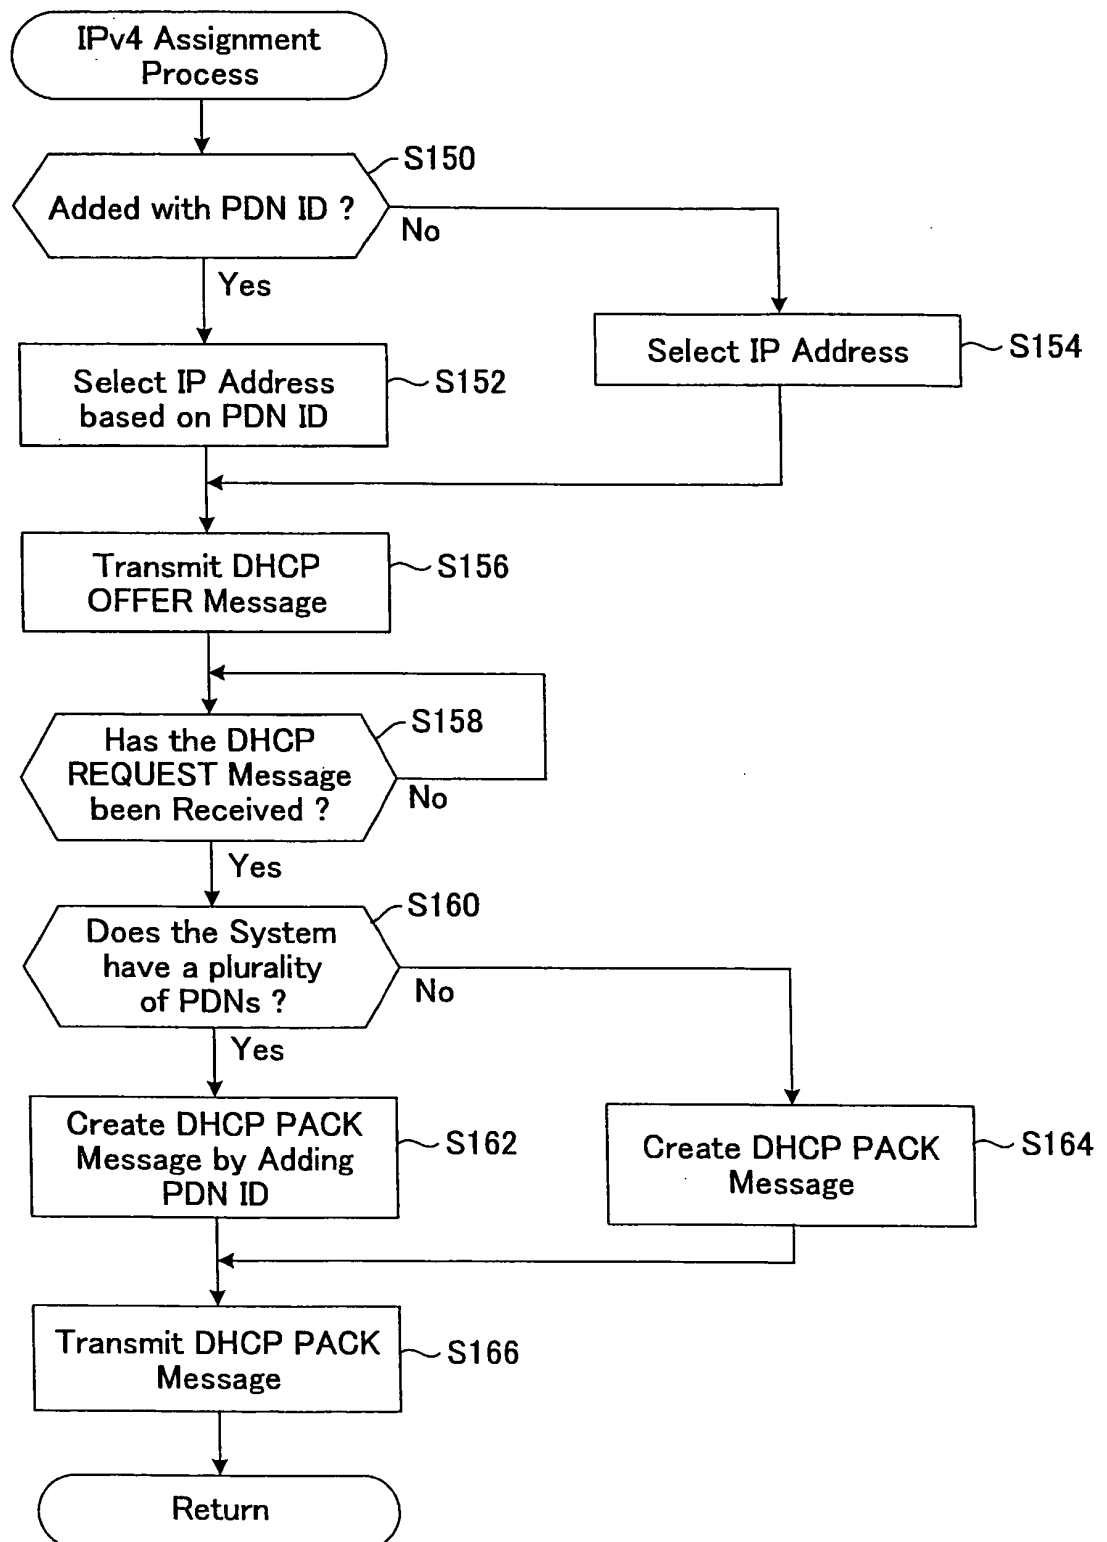 IPv4 Assignment
Process
S150
Added with PDN ID ?
No
Yes
Select IP Address
S154
Select IP Address
based on PDN ID
S152
Transmit DHCP
OFFER Message
S156
Has the DHCP
REQUEST Message
been Received ?
S158
No
Yes
S160
Does the System
have a plurality
of PDNs ?
No
Yes
Create DHCP PACK
Message by Adding
PDN ID
S162
Create DHCP PACK
Message
S164
Transmit DHCP PACK
Message
S166
Return